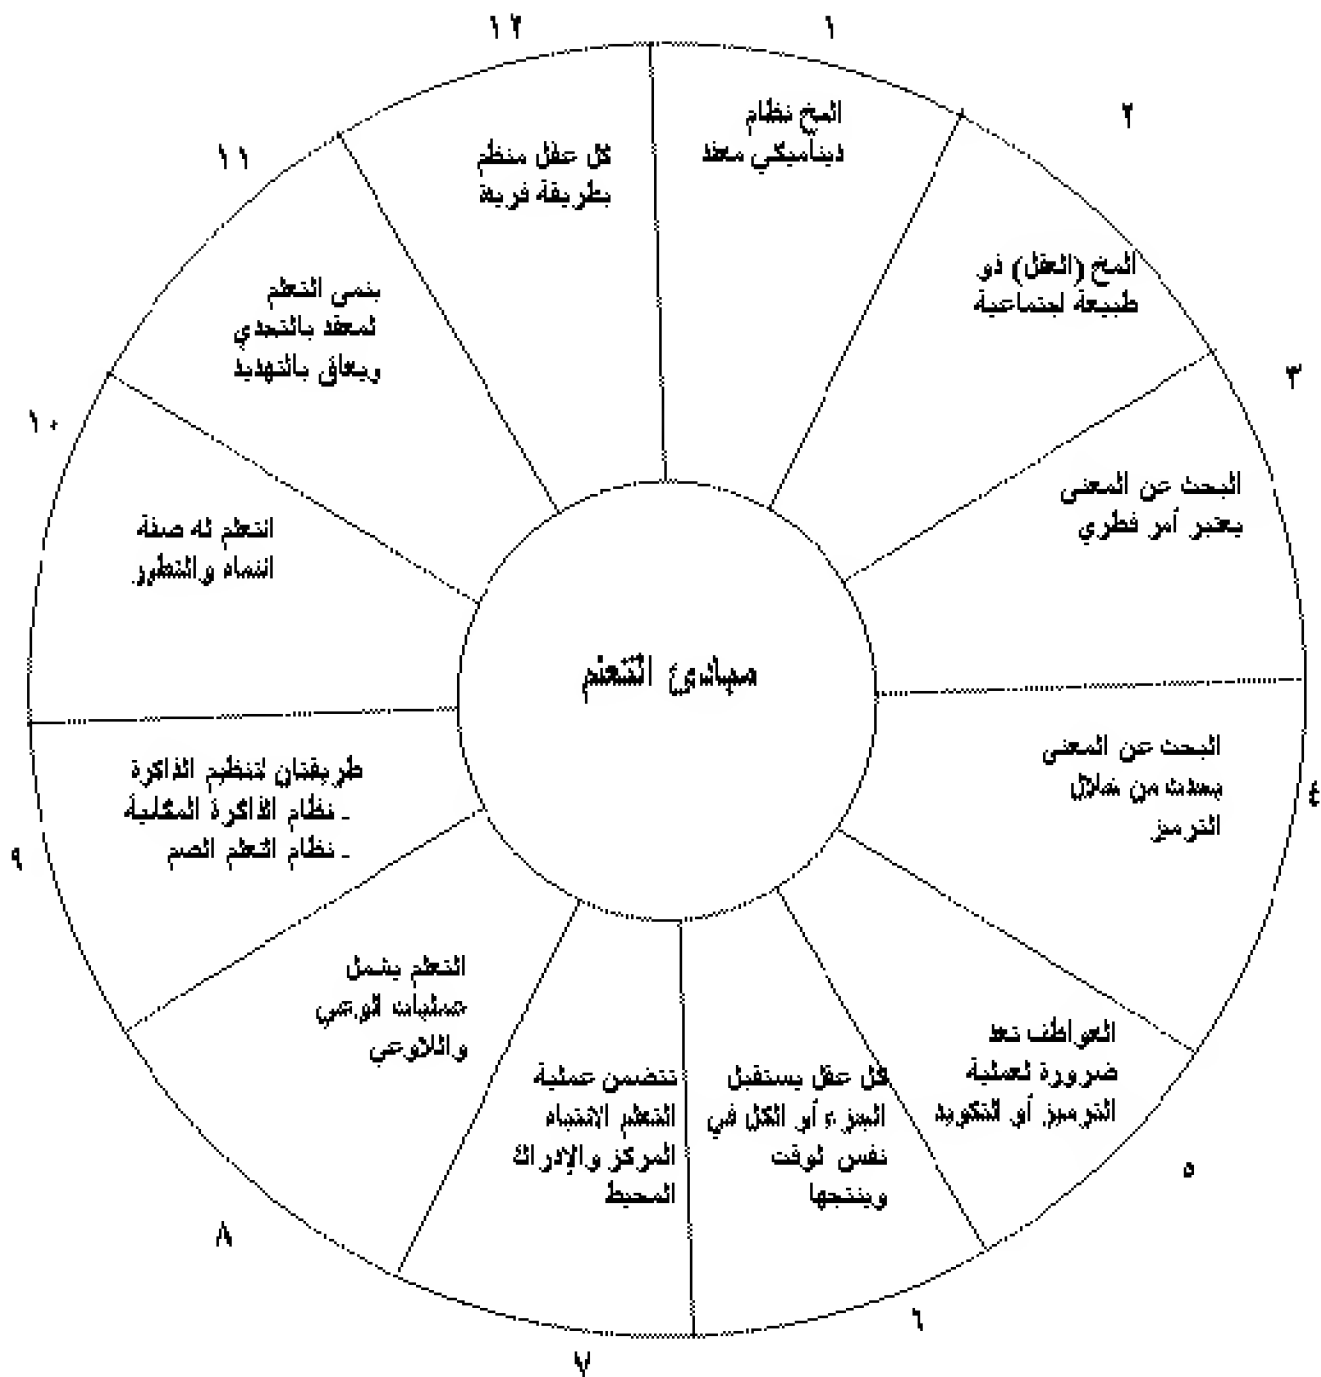 ١
المخ نظام
ديناميكي معقد
٢
المخ (العقل) ذو
طبيعة اجتماعية
٣
البحث عن المعنى
يعتبر أمر فطري
٤
البحث عن المعنى
يحدث من خلال
الترميز
٥
العواطف تعد
ضرورة لعملية
الترميز أو التكويد
٦
كل عقل يستقبل
الجزء أو الكل في
نفس لوقت
وينتجها
٧
تتضمن عملية
التعلم الانتباه
المركز والإدراك
المحيط
٨
التعلم يشمل
عمليات الوعي
واللاوعي
٩
طريقتان لتنظيم الذاكرة
- نظام الذاكرة المكانية
- نظام التعلم الصم
١٠
التعلم له صفة
النماء والتطور
١١
ينمى التعلم
لمعقد بالتحدي
ويعاق بالتهديد
١٢
كل عقل منظم
بطريقة فريدة
مبادئ التعلم